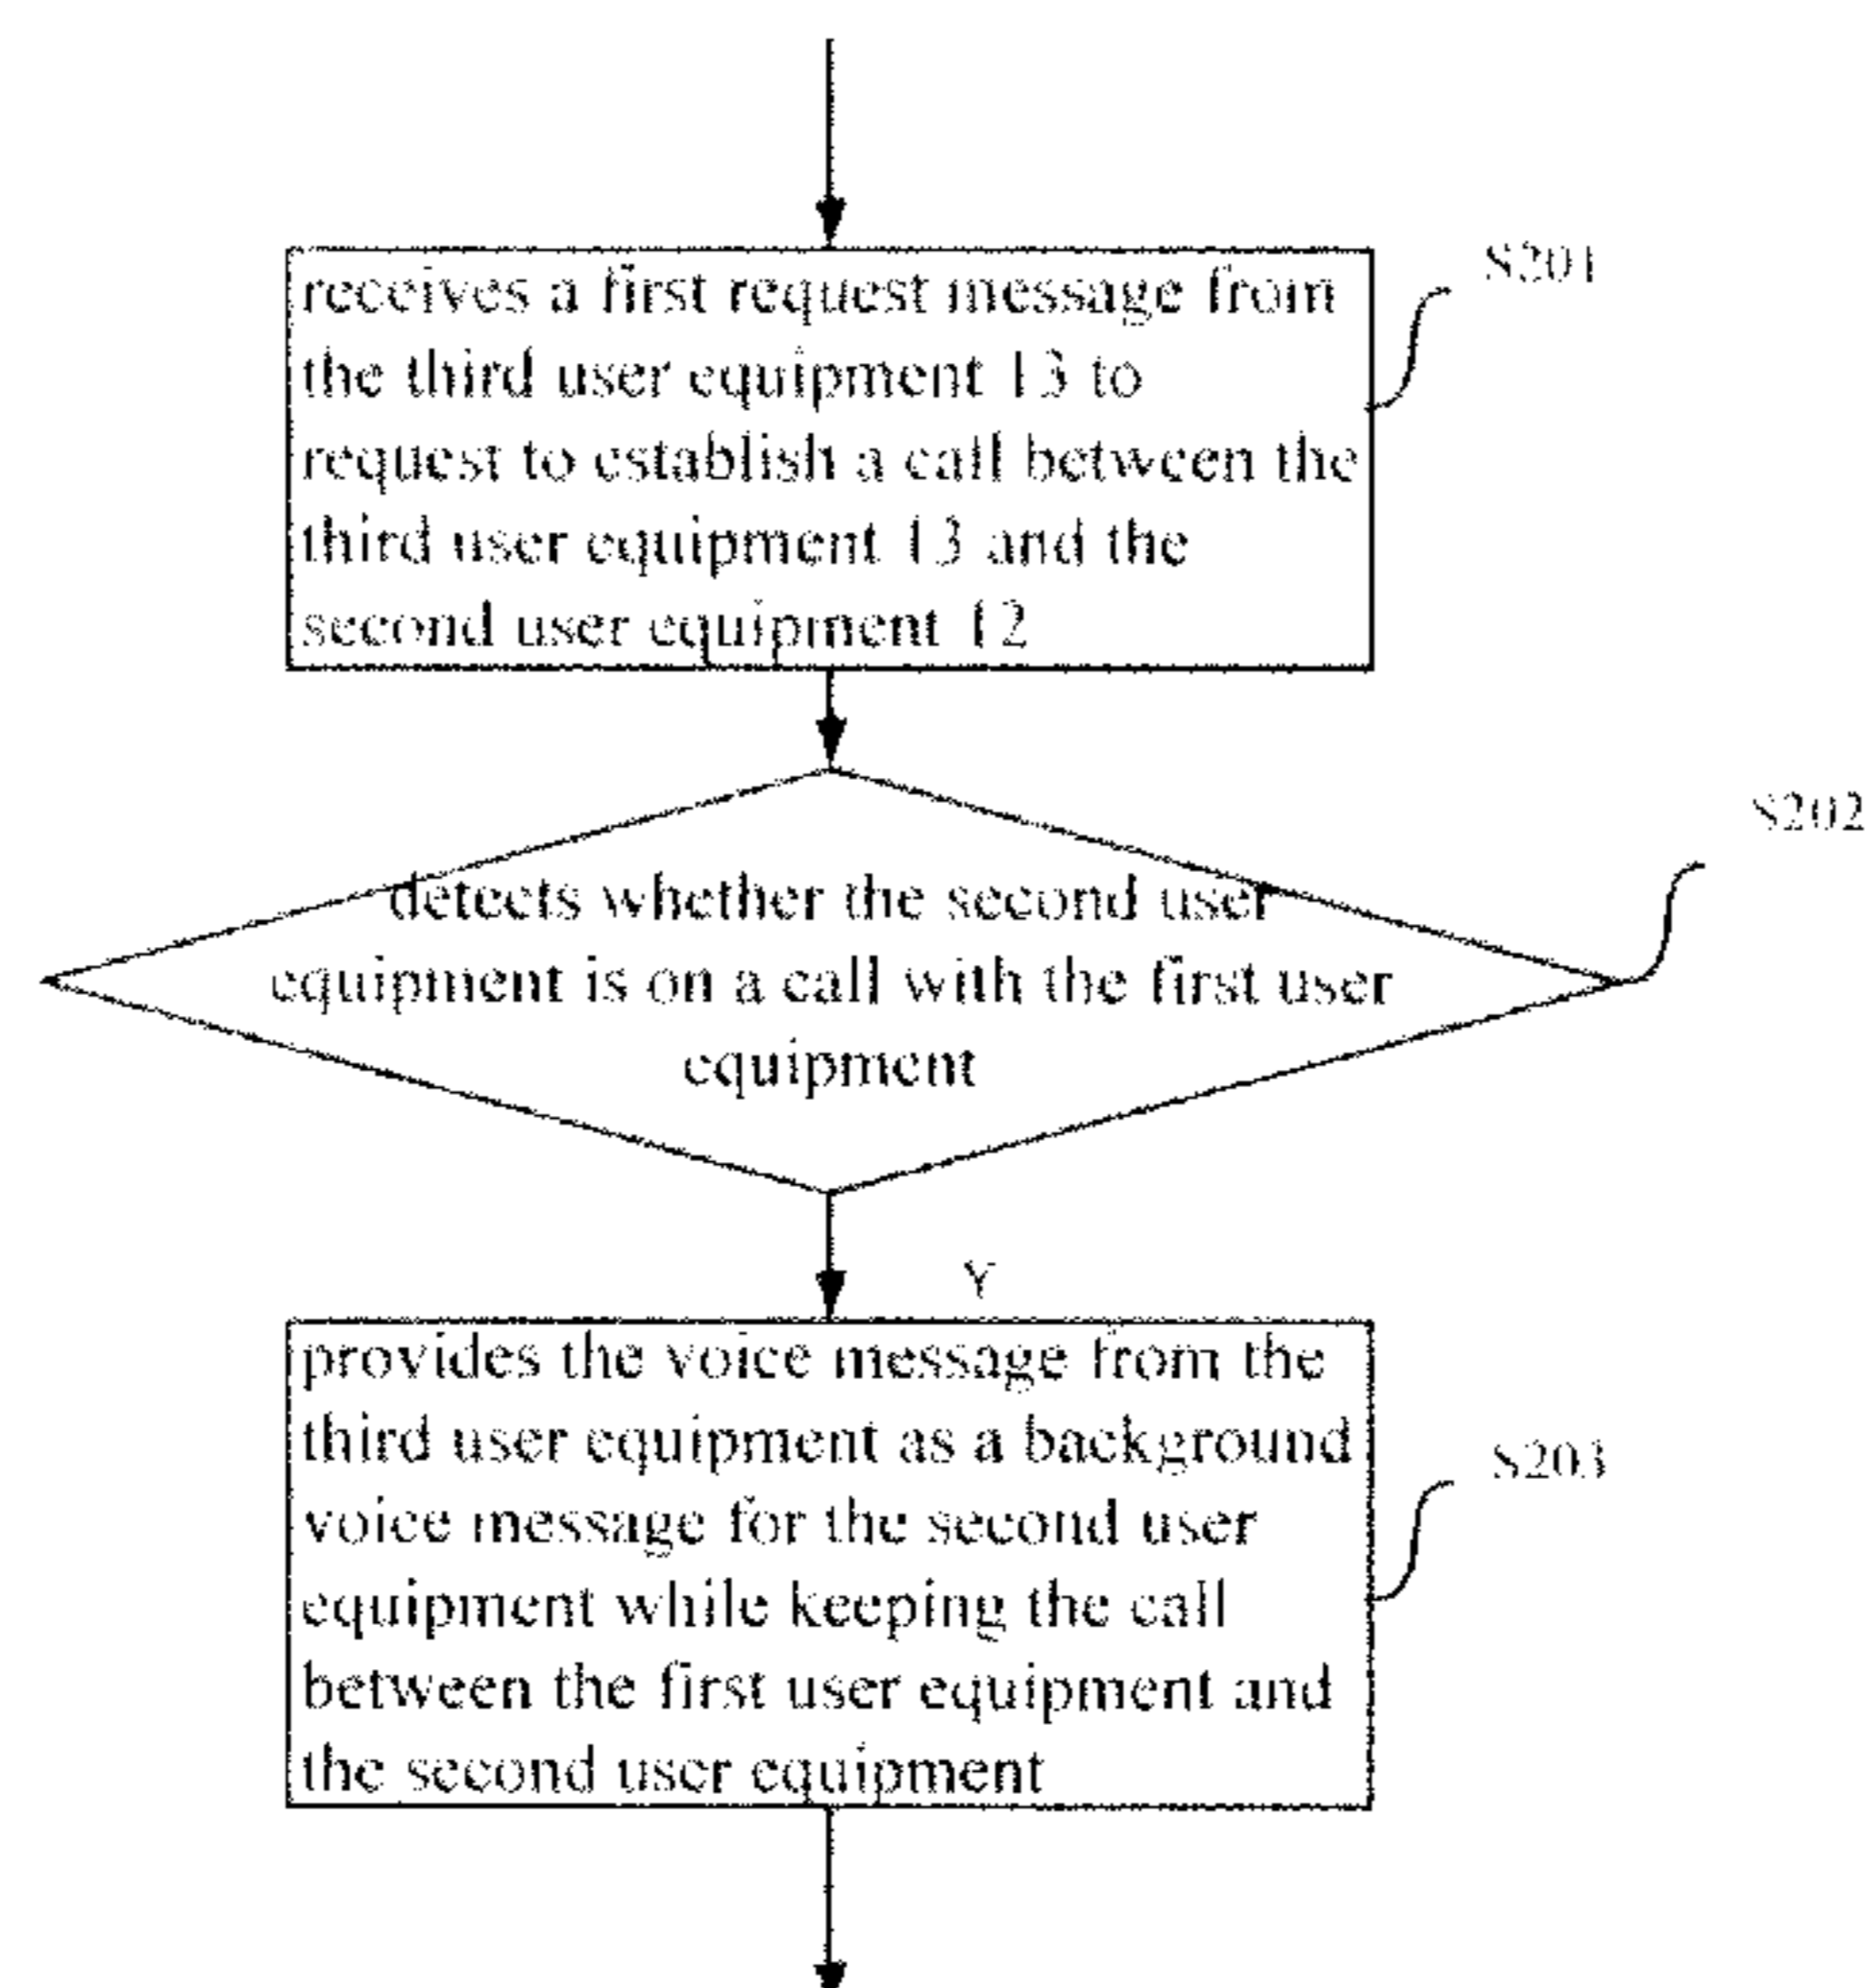 S201
receives a first request message from
the third user equipment 13 to
request to establish a call between the
third user equipment 13 and the
second user equipment 12
S202
detects whether the second user
equipment is on a call with the first user
equipment
Y
provides the voice message from the
third user equipment as a background
voice message for the second user
equipment while keeping the call
between the first user equipment and
the second user equipment
S203